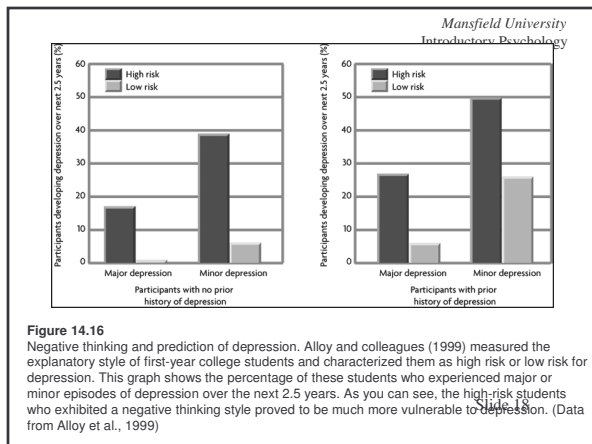 Mansfield University
Introductory Psychology
Participants developing depression over next 2.5 years (%)
60
50
40
30
20
10
0
High risk
Low risk
Major depression
Minor depression
Participants with no prior
history of depression
Participants developing depression over next 2.5 years (%)
60
50
40
30
20
10
0
High risk
Low risk
Major depression
Minor depression
Participants with prior
history of depression
Figure 14.16
Negative thinking and prediction of depression. Alloy and colleagues (1999) measured the
explanatory style of first-year college students and characterized them as high risk or low risk for
depression. This graph shows the percentage of these students who experienced major or
minor episodes of depression over the next 2.5 years. As you can see, the high-risk students
who exhibited a negative thinking style proved to be much more vulnerable to depression. (Data
from Alloy et al., 1999)
Slide 18